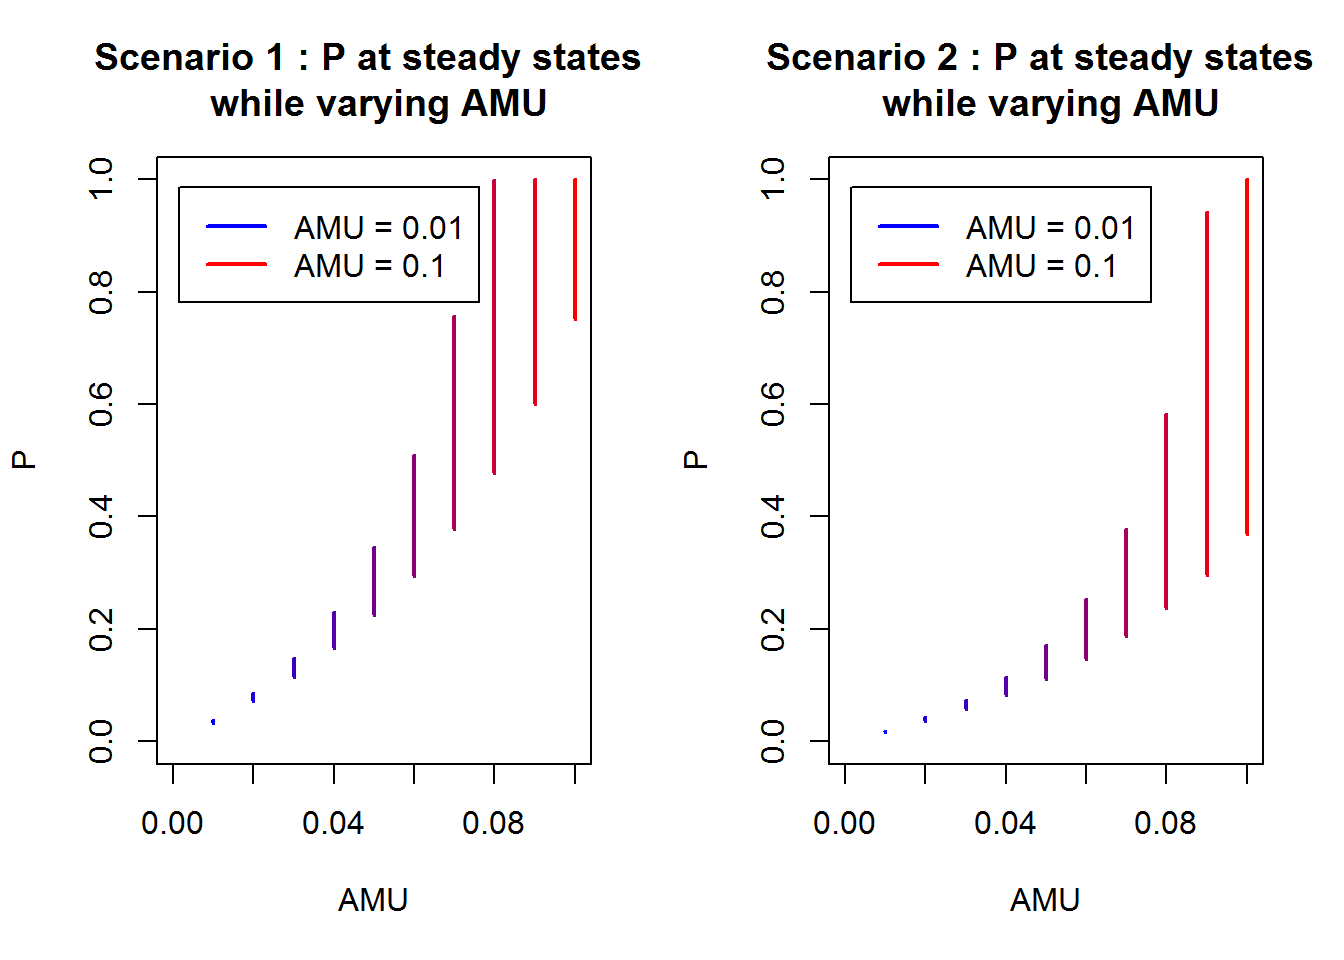 Scenario 1 : P at steady states
while varying AMU
1.0
0.8
0.6
0.4
0.2
0.0
P
AMU = 0.01
AMU = 0.1
0.00 0.04 0.08
AMU
Scenario 2 : P at steady states
while varying AMU
1.0
0.8
0.6
0.4
0.2
0.0
P
AMU = 0.01
AMU = 0.1
0.00 0.04 0.08
AMU